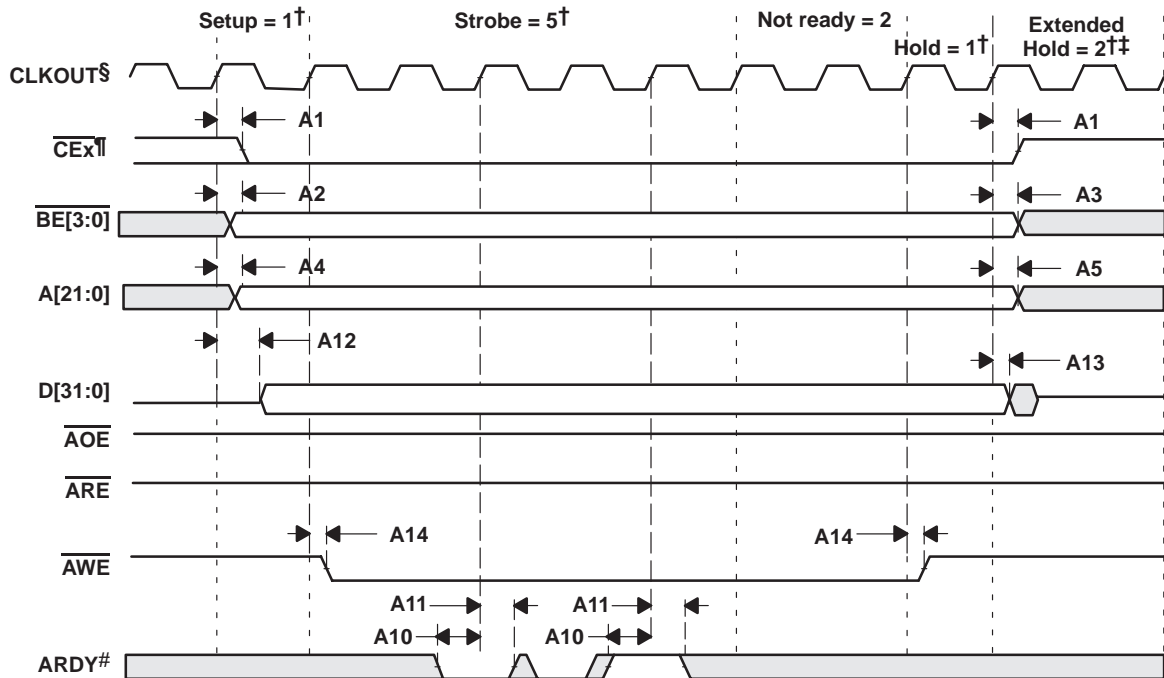 Setup = 1†
Strobe = 5†
Not ready = 2
Hold = 1†
Extended
Hold = 2†‡
CLKOUT§
A1
A1
CEx¶
A2
A3
BE[3:0]
A4
A5
A[21:0]
A12
A13
D[31:0]
AOE
ARE
A14
A14
AWE
A11
A11
A10
A10
ARDY#